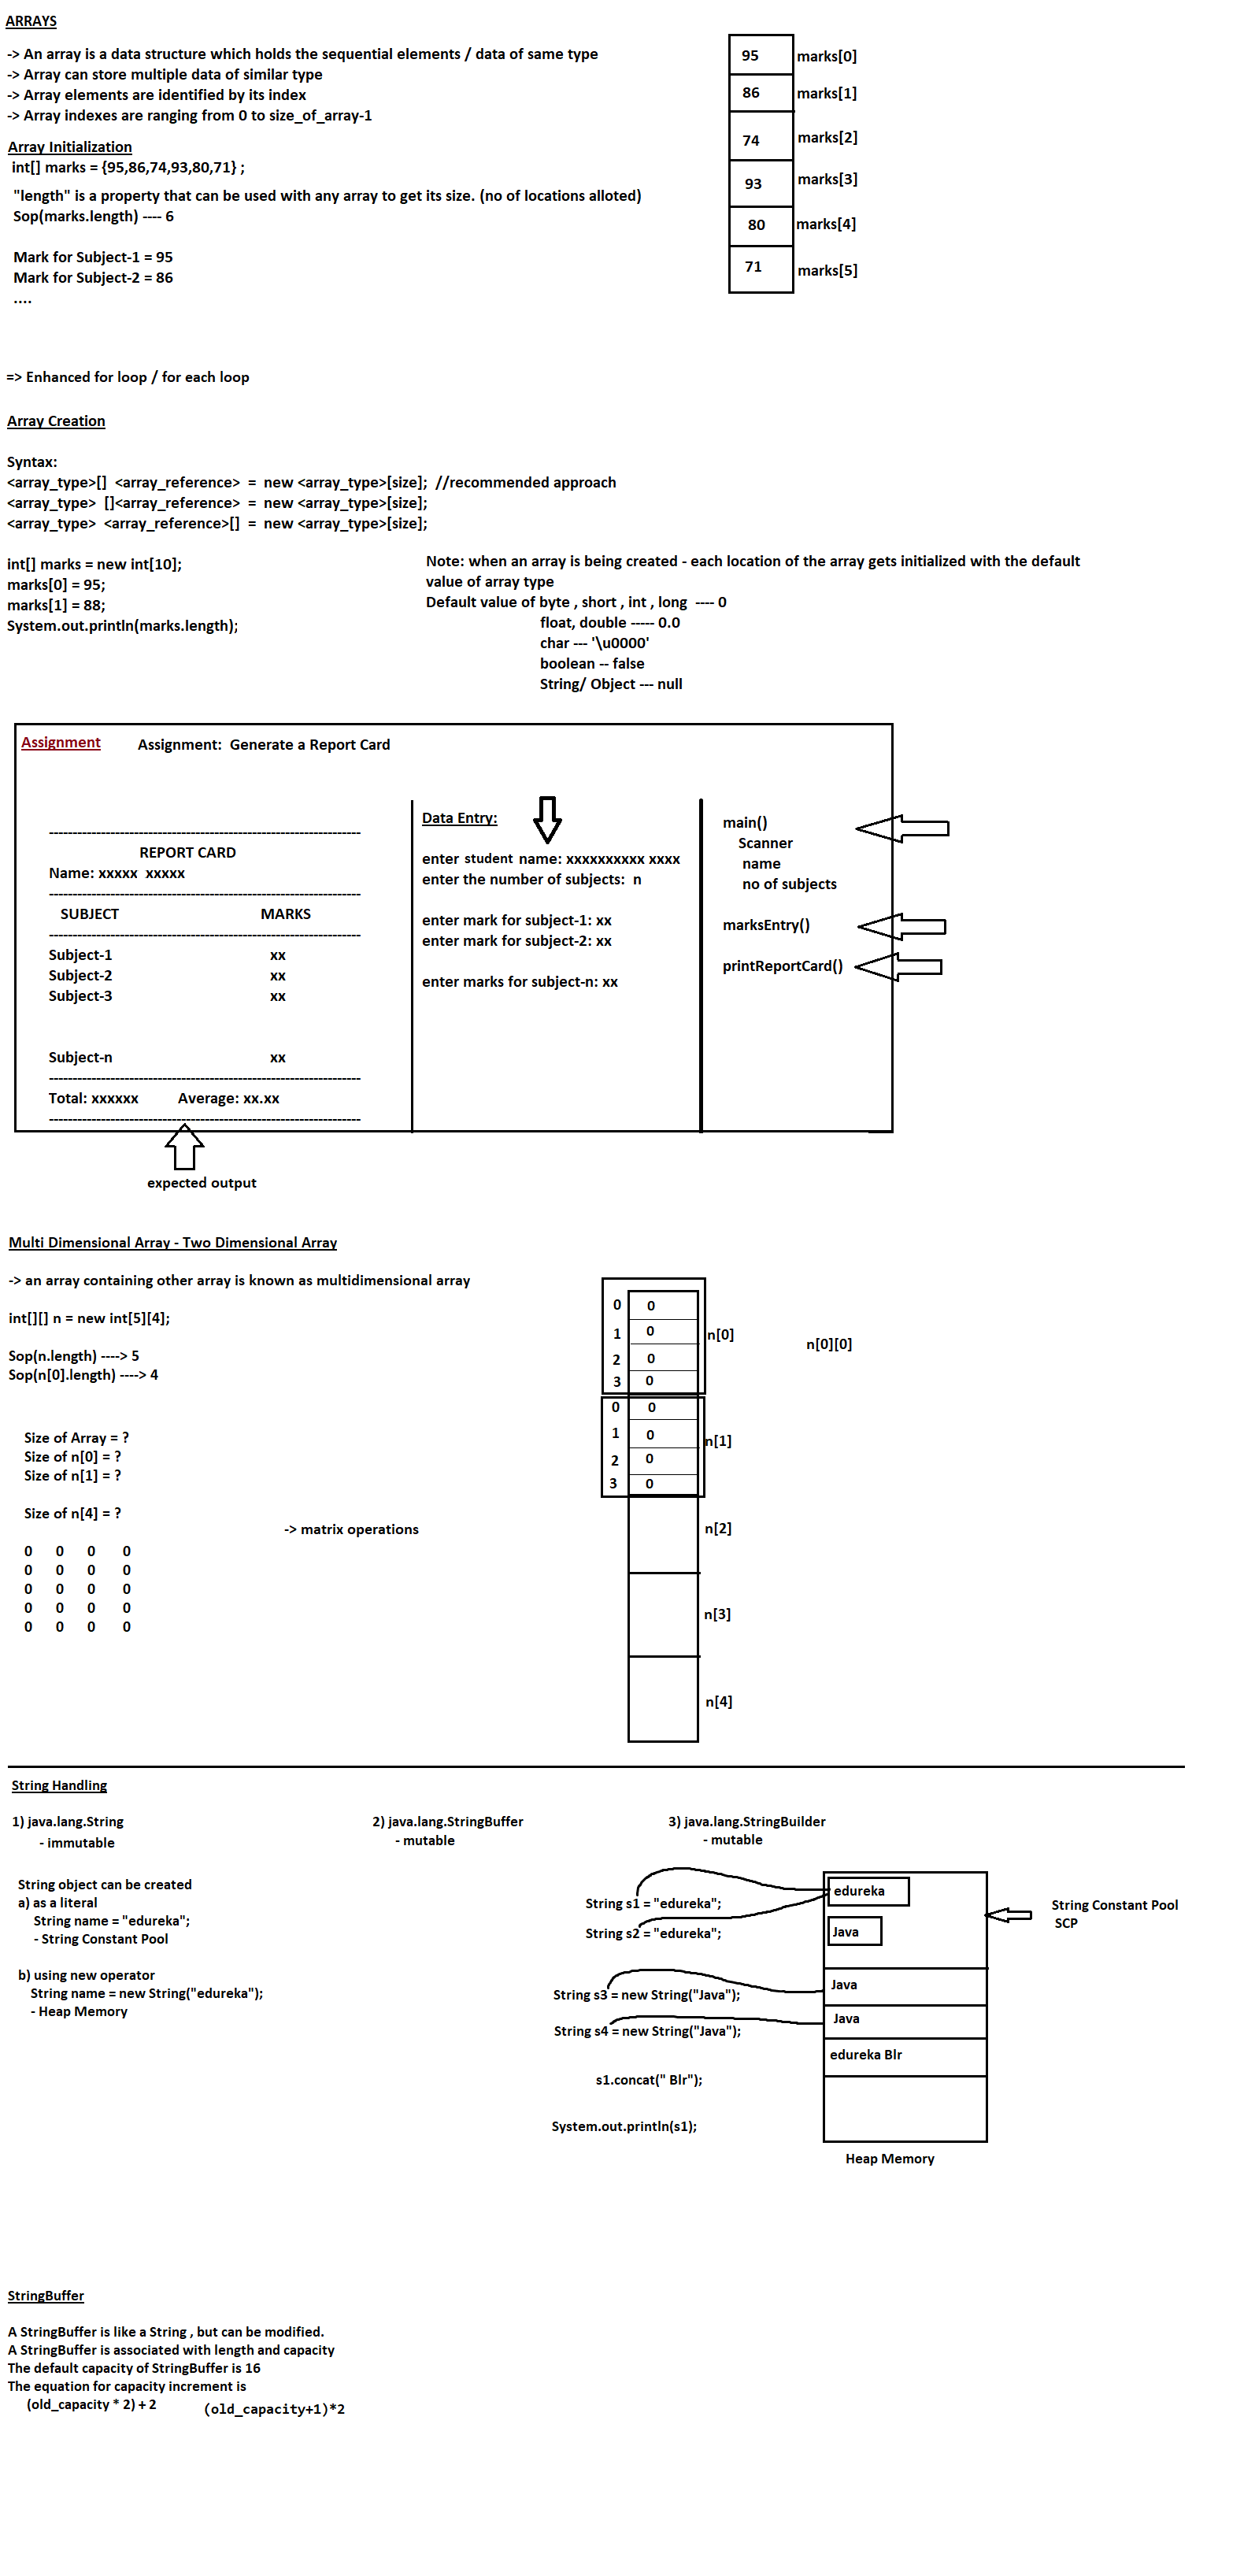 ARRAYS
-> An array is a data structure which holds the sequential elements / data of same type
-> Array can store multiple data of similar type
-> Array elements are identified by its index
-> Array indexes are ranging from 0 to size_of_array-1
95 marks[0]
86 marks[1]
74 marks[2]
93 marks[3]
80 marks[4]
71 marks[5]
Array Initialization
int[] marks = {95,86,74,93,80,71} ;
"length" is a property that can be used with any array to get its size. (no of locations alloted)
Sop(marks.length) ---- 6
Mark for Subject-1 = 95
Mark for Subject-2 = 86
....
=> Enhanced for loop / for each loop
Array Creation
Syntax:
<array_type>[]  <array_reference>  =  new <array_type>[size];  //recommended approach
<array_type>  []<array_reference>  =  new <array_type>[size];
<array_type>  <array_reference>[]  =  new <array_type>[size];
int[] marks = new int[10];
marks[0] = 95;
marks[1] = 88;
System.out.println(marks.length);
Note: when an array is being created - each location of the array gets initialized with the default
value of array type
Default value of byte , short , int , long  ---- 0
float, double ----- 0.0
char --- '\u0000'
boolean -- false
String/ Object --- null
Assignment
Assignment:  Generate a Report Card
------------------------------------------------------------------
REPORT CARD
Name: xxxxx  xxxxx
------------------------------------------------------------------
SUBJECT MARKS
------------------------------------------------------------------
Subject-1 xx
Subject-2 xx
Subject-3 xx
Subject-n xx
------------------------------------------------------------------
Total: xxxxxx Average: xx.xx
------------------------------------------------------------------
expected output
Data Entry:
enter student name: xxxxxxxxxx xxxx
enter the number of subjects:  n
enter mark for subject-1: xx
enter mark for subject-2: xx
enter marks for subject-n: xx
main()
Scanner
name
no of subjects
marksEntry()
printReportCard()
Multi Dimensional Array - Two Dimensional Array
-> an array containing other array is known as multidimensional array
int[][] n = new int[5][4];
Sop(n.length) ----> 5
Sop(n[0].length) ----> 4
Size of Array = ?
Size of n[0] = ?
Size of n[1] = ?
Size of n[4] = ?
-> matrix operations
0 0 0 0
0 0 0 0
0 0 0 0
0 0 0 0
0 0 0 0
0 0
1 0
2 0
3 0
n[0]
n[0][0]
0 0
1 0
2 0
3 0
n[1]
n[2]
n[3]
n[4]
String Handling
1) java.lang.String
- immutable
2) java.lang.StringBuffer
- mutable
3) java.lang.StringBuilder
- mutable
String object can be created
a) as a literal
String name = "edureka";
- String Constant Pool
b) using new operator
String name = new String("edureka");
- Heap Memory
String s1 = "edureka";
String s2 = "edureka";
String s3 = new String("Java");
String s4 = new String("Java");
s1.concat(" Blr");
System.out.println(s1);
edureka
Java
Java
Java
edureka Blr
Heap Memory
String Constant Pool
SCP
StringBuffer
A StringBuffer is like a String , but can be modified.
A StringBuffer is associated with length and capacity
The default capacity of StringBuffer is 16
The equation for capacity increment is
(old_capacity * 2) + 2 (old_capacity+1)*2